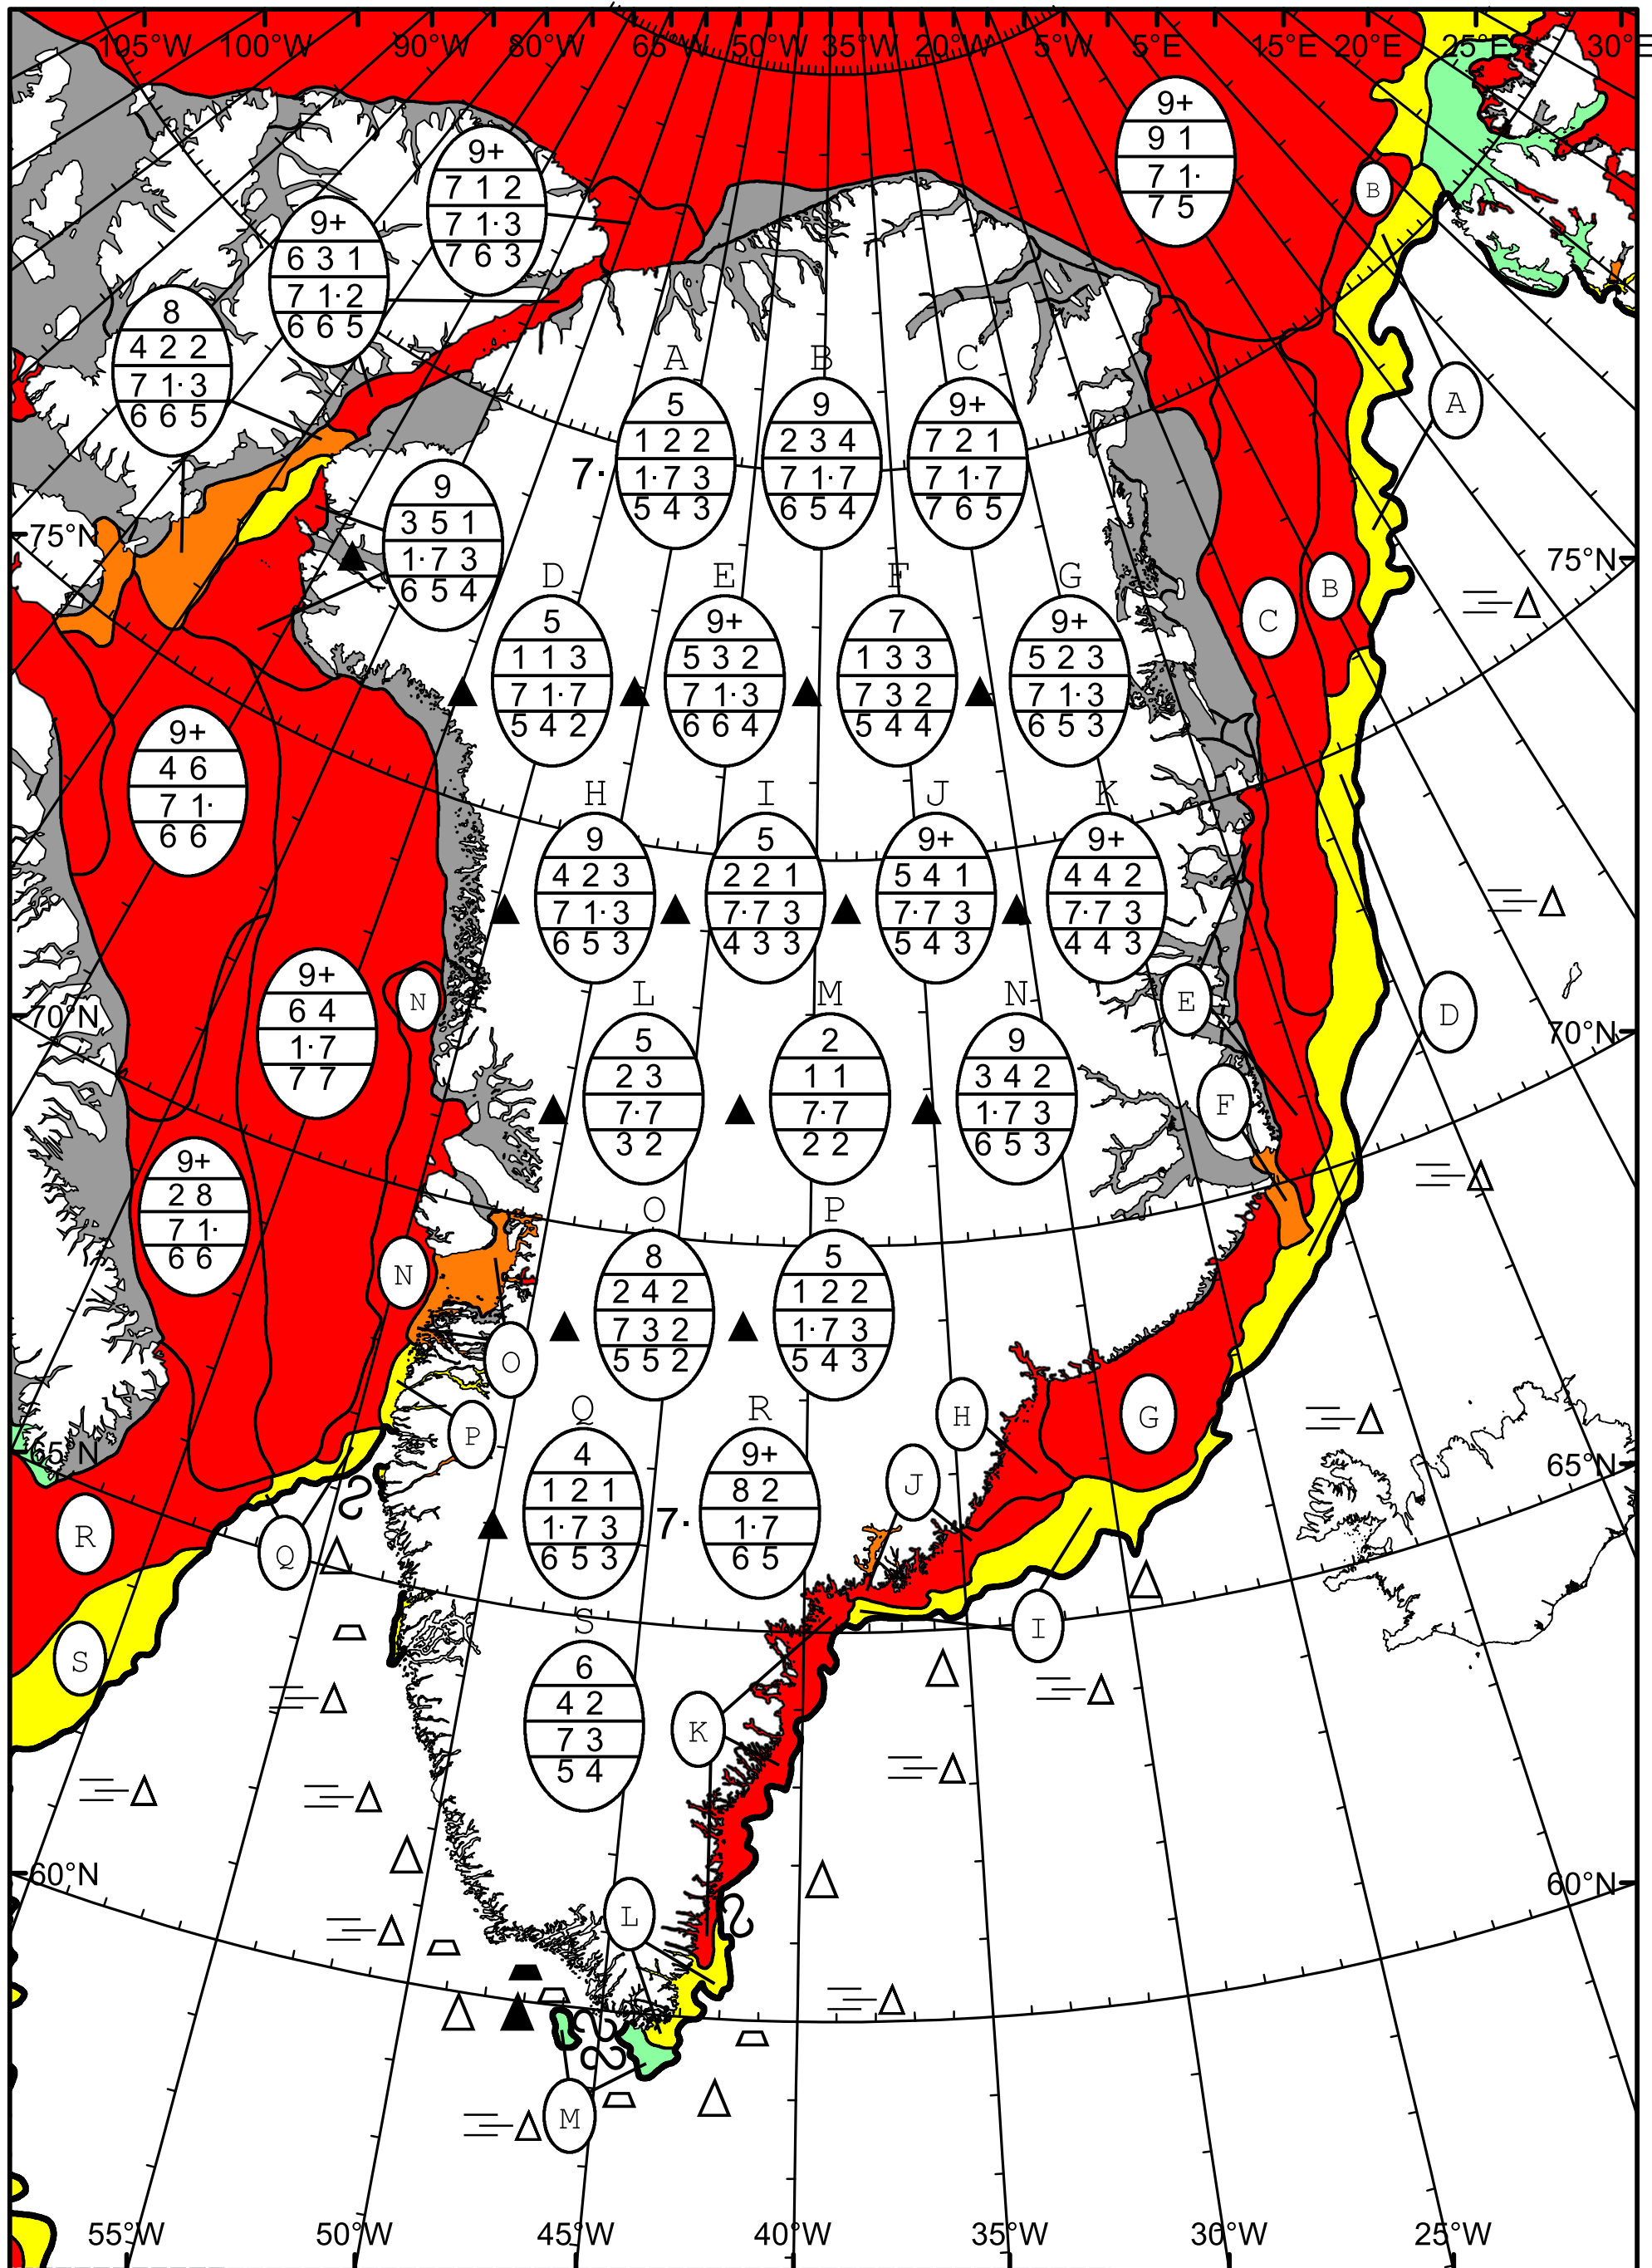 105°W 100°W 90°W 80°W 65°W 50°W 35°W 20°W 5°W 5°E 15°E 20°E 25°E 30°E
9+
9 1
7 1·
7 5
B
9+
7 1 2
7 1·3
7 6 3
9+
6 3 1
7 1·2
6 6 5
8
4 2 2
7 1·3
6 6 5
A
5
1 2 2
7· 1·7 3
5 4 3
B
9
2 3 4
7 1·7
6 5 4
C
9+
7 2 1
7 1·7
7 6 5
A
9
3 5 1
1·7 3
6 5 4
75°N 75°N
D
5
1 1 3
7 1·7
5 4 2
E
9+
5 3 2
7 1·3
6 6 4
F
7
1 3 3
7 3 2
5 4 4
G
9+
5 2 3
7 1·3
6 5 3
C
B
9+
4 6
7 1·
6 6
H
9
4 2 3
7 1·3
6 5 3
I
5
2 2 1
7·7 3
4 3 3
J
9+
5 4 1
7·7 3
5 4 3
K
9+
4 4 2
7·7 3
4 4 3
9+
6 4
1·7
7 7
N
E
D
70°N 70°N
L
5
2 3
7·7
3 2
M
2
1 1
7·7
2 2
N
9
3 4 2
1·7 3
6 5 3
F
9+
2 8
7 1·
6 6
N
O
8
2 4 2
7 3 2
5 5 2
P
5
1 2 2
1·7 3
5 4 3
O
P
H
G
J
Q
4
1 2 1
1·7 3
6 5 3
R
9+
8 2
7· 1·7
6 5
65°N 65°N
R
Q
I
S
S
6
4 2
7 3
5 4
K
60°N 60°N
L
M
55°W 50°W 45°W 40°W 35°W 30°W 25°W